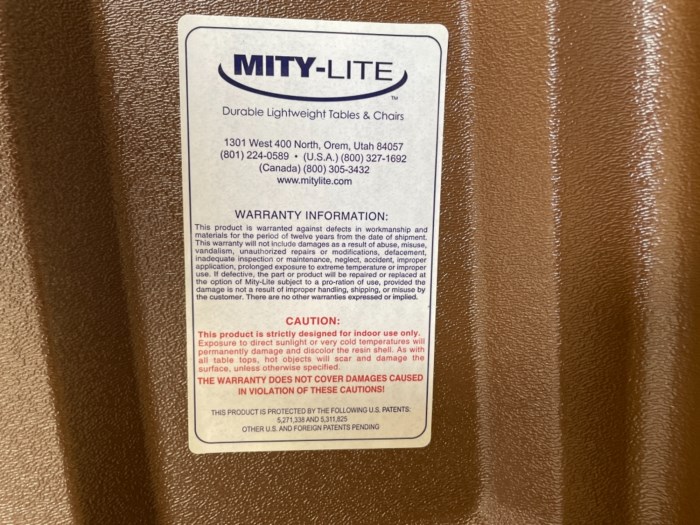 MITY-LITE
TM
Durable Lightweight Tables & Chairs
1301 West 400 North, Orem, Utah 84057
(801) 224-0589 • (U.S.A.) (800) 327-1692
(Canada) (800) 305-3432
www.mitylite.com
WARRANTY INFORMATION:
This product is warranted against defects in workmanship and
materials for the period of twelve years from the date of shipment.
This warranty will not include damages as a result of abuse, misuse,
vandalism, unauthorized repairs or modifications, defacement,
inadequate inspection or maintenance, neglect, accident, improper
application, prolonged exposure to extreme temperature or improper
use. If defective, the part or product will be repaired or replaced at
the option of Mity-Lite subject to a pro-ration of use, provided the
damage is not a result of improper handling, shipping, or misuse by
the customer. There are no other warranties expressed or implied.
CAUTION:
This product is strictly designed for indoor use only.
Exposure to direct sunlight or very cold temperatures will
permanently damage and discolor the resin shell. As with
all table tops, hot objects will scar and damage the
surface, unless otherwise specified.
THE WARRANTY DOES NOT COVER DAMAGES CAUSED
IN VIOLATION OF THESE CAUTIONS!
THIS PRODUCT IS PROTECTED BY THE FOLLOWING U.S. PATENTS:
5,271,338 AND 5,311,825
OTHER U.S. AND FOREIGN PATENTS PENDING